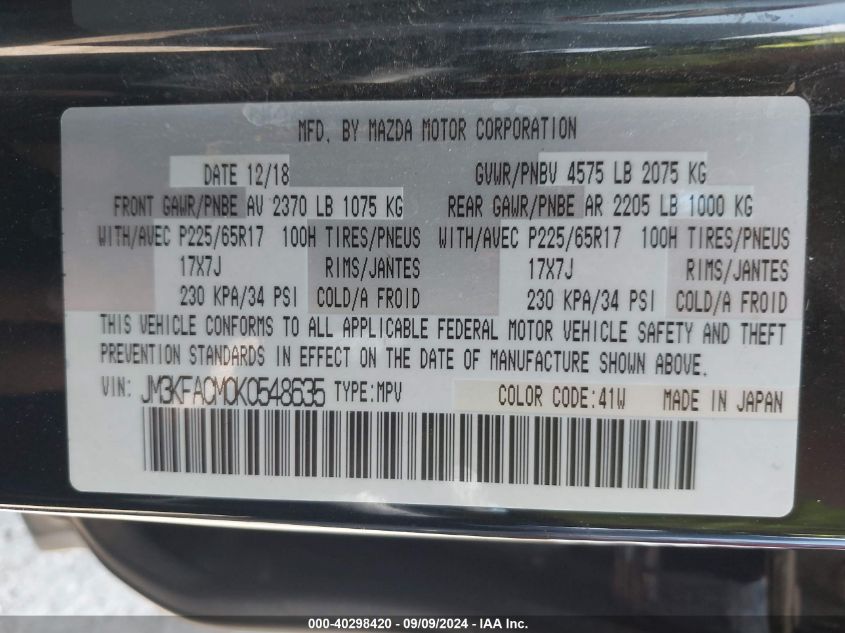 MFD. BY MAZDA MOTOR CORPORATION
DATE 12/18 GVWR/PNBV 4575 LB 2075 KG
FRONT GAWR/PNBE AV 2370 LB 1075 KG REAR GAWR/PNBE AR 2205 LB 1000 KG
WITH/AVEC P225/65R17 100H TIRES/PNEUS WITH/AVEC P225/65R17 100H TIRES/PNEUS
17X7J RIMS/JANTES 17X7J RIMS/JANTES
230 KPA/34 PSI COLD/A FROID 230 KPA/34 PSI COLD/A FROID
THIS VEHICLE CONFORMS TO ALL APPLICABLE FEDERAL MOTOR VEHICLE SAFETY AND THEFT
PREVENTION STANDARDS IN EFFECT ON THE DATE OF MANUFACTURE SHOWN ABOVE.
VIN: JM3KFACM0K0548635 TYPE:MPV COLOR CODE:41W MADE IN JAPAN
000-40298420 - 09/09/2024 - IAA Inc.